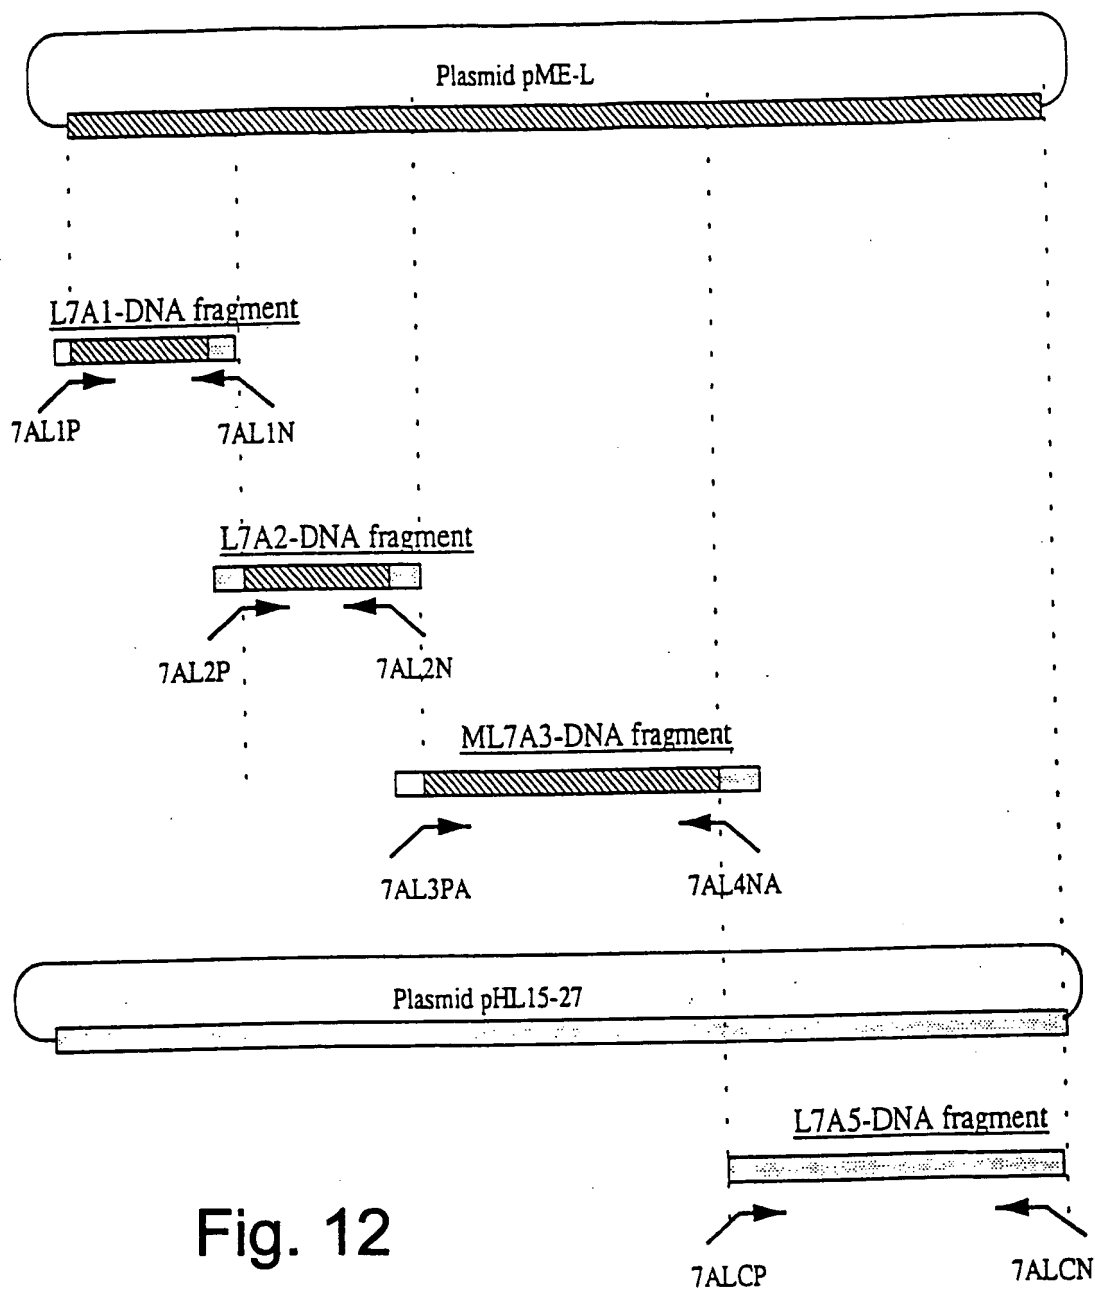 Plasmid pME-L
L7A1-DNA fragment
7AL1P
7AL1N
L7A2-DNA fragment
7AL2P
7AL2N
ML7A3-DNA fragment
7AL3PA
7AL4NA
Plasmid pHL15-27
L7A5-DNA fragment
7ALCP
7ALCN
Fig. 12